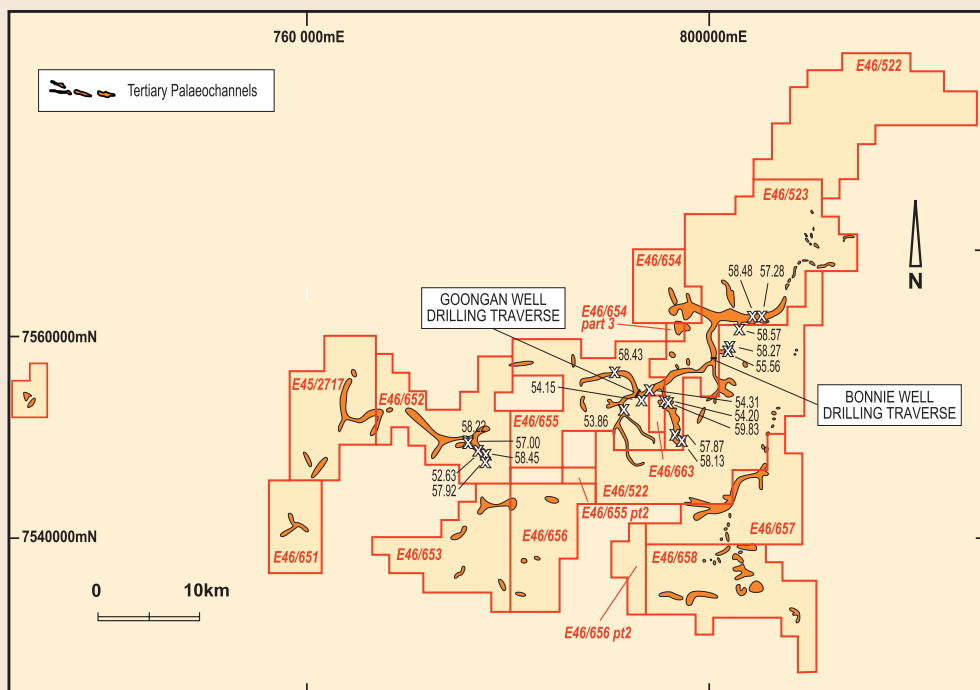 760 000mE
800000mE
E46/522
Tertiary Palaeochannels
E46/523
E46/654
58.48
57.28
N
GOONGAN WELL
DRILLING TRAVERSE
E46/654
part 3
7560000mN
58.43
58.57
58.27
55.56
E45/2717
E46/652
54.15
54.31
54.20
59.83
BONNIE WELL
DRILLING TRAVERSE
53.86
E46/655
58.22
57.00
58.45
52.63
57.92
57.87
58.13
E46/663
E46/522
E46/655 pt2
E46/657
7540000mN
E46/651
E46/653
E46/656
E46/658
0
10km
E46/656 pt2